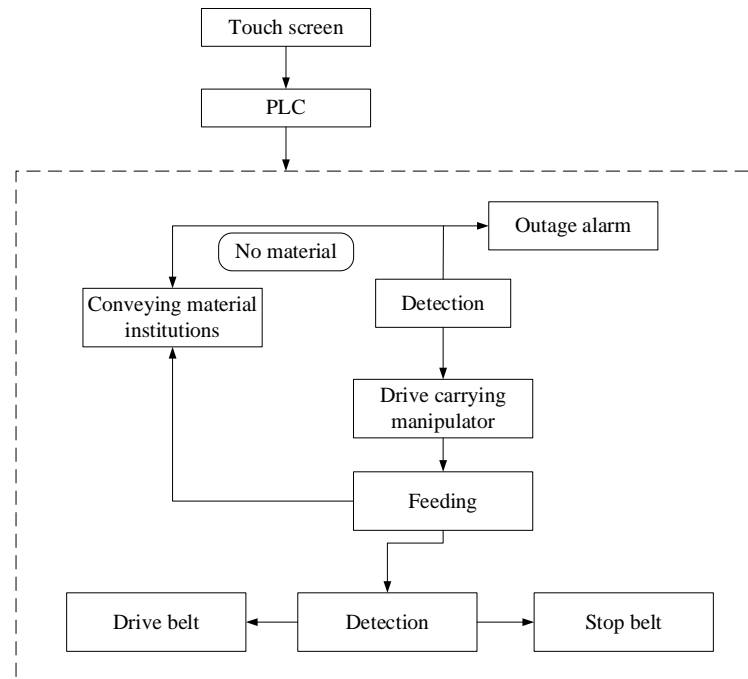 Touch screen
PLC
Outage alarm
No material
Conveying material
institutions
Detection
Drive carrying
manipulator
Feeding
Drive belt
Detection
Stop belt